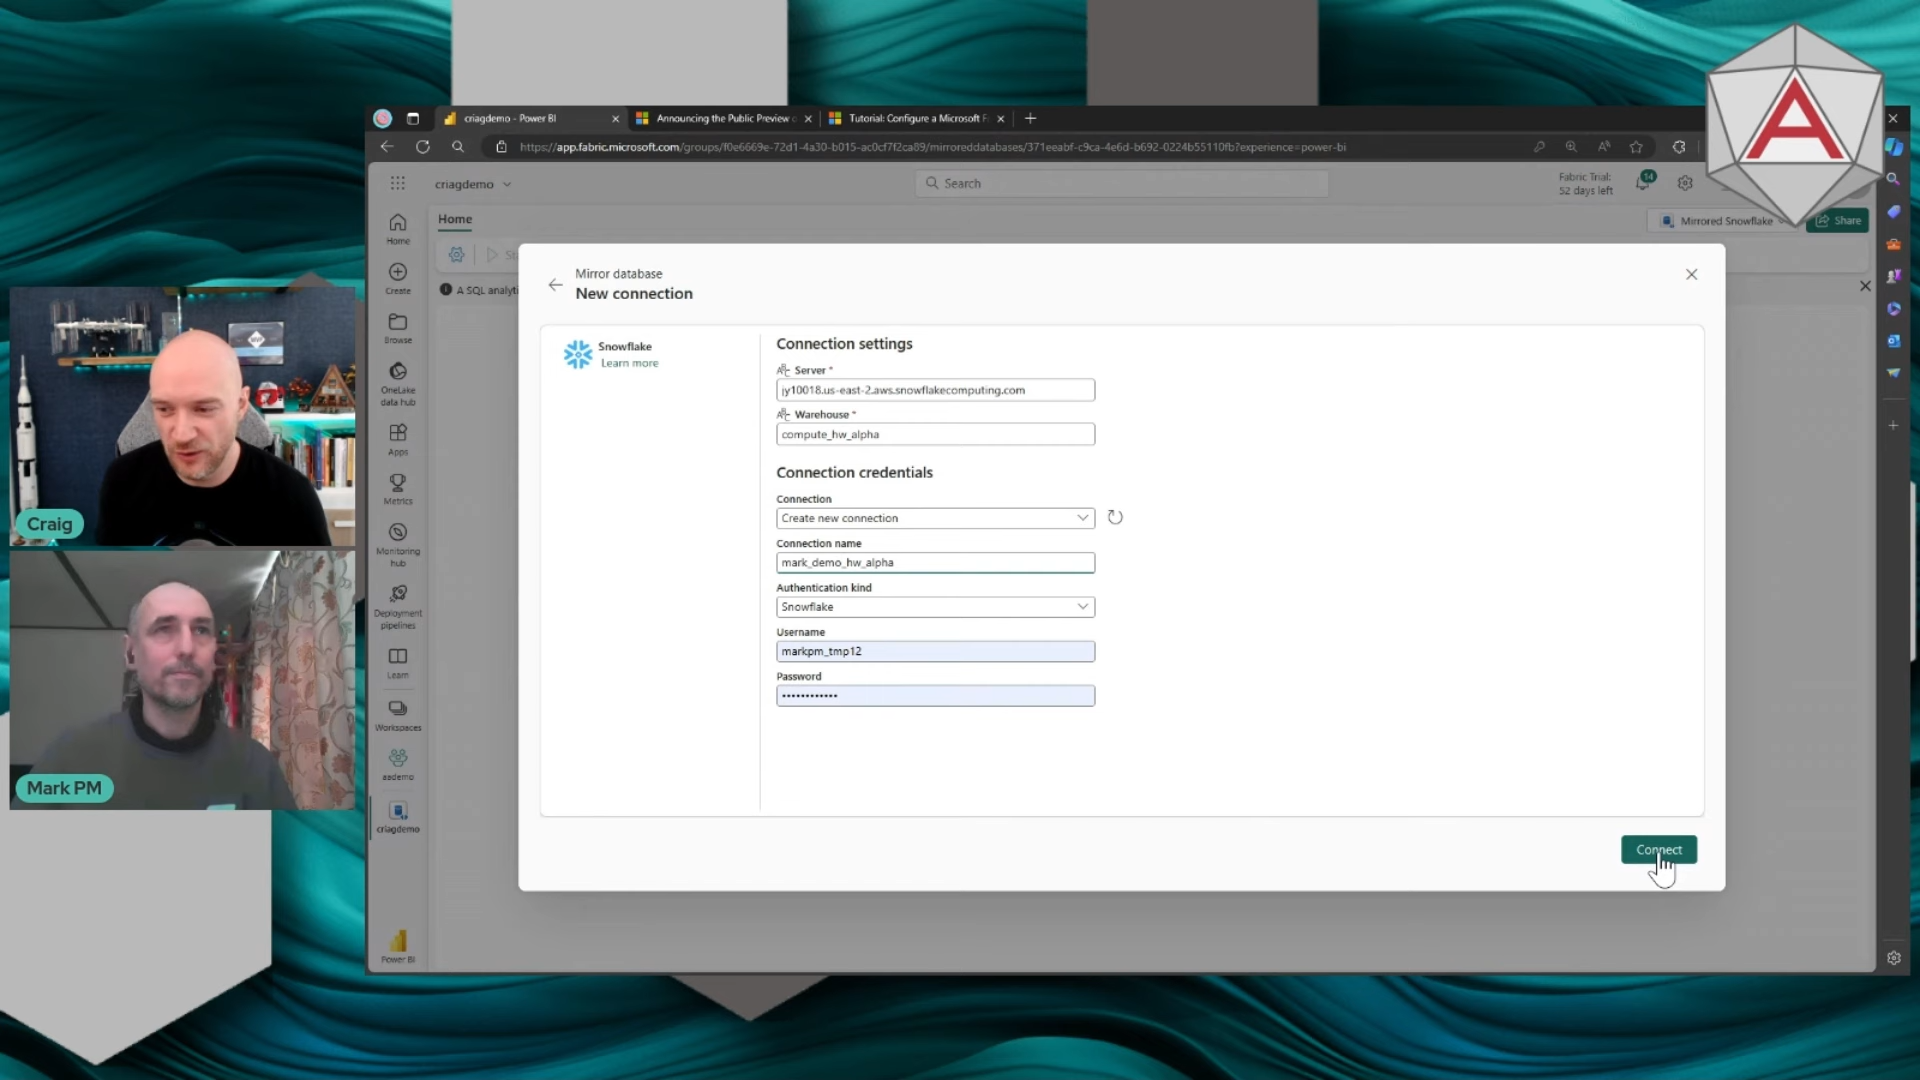 criagdemo - Power BI
Announcing the Public Preview
Tutorial: Configure a Microsoft F
https://app.fabric.microsoft.com/groups/f0e6669e-72d1-4a30-b015-ac0cf7f2ca89/mirroreddatabases/371eeabf-c9ca-4e6d-b692-0224b55110fb?experience=power-bi
criagdemo
Search
Fabric Trial:
52 days left
14
Home
Mirrored Snowflake
Share
A SQL analyti
Home
Create
Browse
OneLake
data hub
Apps
Metrics
Monitoring
hub
Deployment
pipelines
Learn
Workspaces
aademo
criagdemo
Power BI
Mirror database
New connection
Snowflake
Learn more
Connection settings
Server *
jy10018.us-east-2.aws.snowflakecomputing.com
Warehouse *
compute_hw_alpha
Connection credentials
Connection
Create new connection
Connection name
mark_demo_hw_alpha
Authentication kind
Snowflake
Username
markpm_tmp12
Password
••••••••••••
Connect
Craig
Mark PM
A